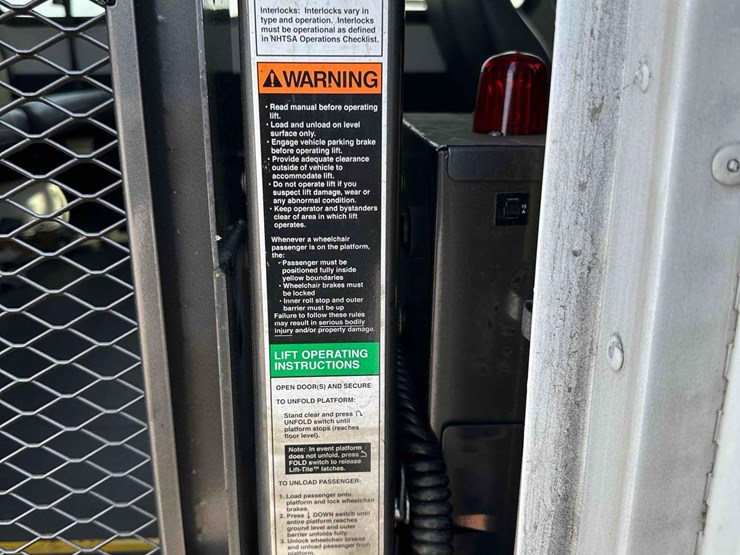 Interlocks: Interlocks vary in
type and operation. Interlocks
must be operational as defined
in NHTSA Operations Checklist.
WARNING
• Read manual before operating
lift.
• Load and unload on level
surface only.
• Engage vehicle parking brake
before operating lift.
• Provide adequate clearance
outside of vehicle to
accommodate lift.
• Do not operate lift if you
suspect lift damage, wear or
any abnormal condition.
• Keep operator and bystanders
clear of area in which lift
operates.
Whenever a wheelchair
passenger is on the platform,
the:
• Passenger must be
positioned fully inside
yellow boundaries
• Wheelchair brakes must
be locked
• Inner roll stop and outer
barrier must be up
Failure to follow these rules
may result in serious bodily
injury and/or property damage.
LIFT OPERATING
INSTRUCTIONS
OPEN DOOR(S) AND SECURE
TO UNFOLD PLATFORM:
Stand clear and press
UNFOLD switch until
platform stops (reaches
floor level).
Note: In event platform
does not unfold, press
FOLD switch to release
Lift-Tite™ latches.
TO UNLOAD PASSENGER:
1. Load passenger onto
platform and lock wheelchair
brakes.
2. Press ↓ DOWN switch until
entire platform reaches
ground level and outer
barrier unfolds fully.
3. Unlock wheelchair brakes
and unload passenger from
platform.
15
A